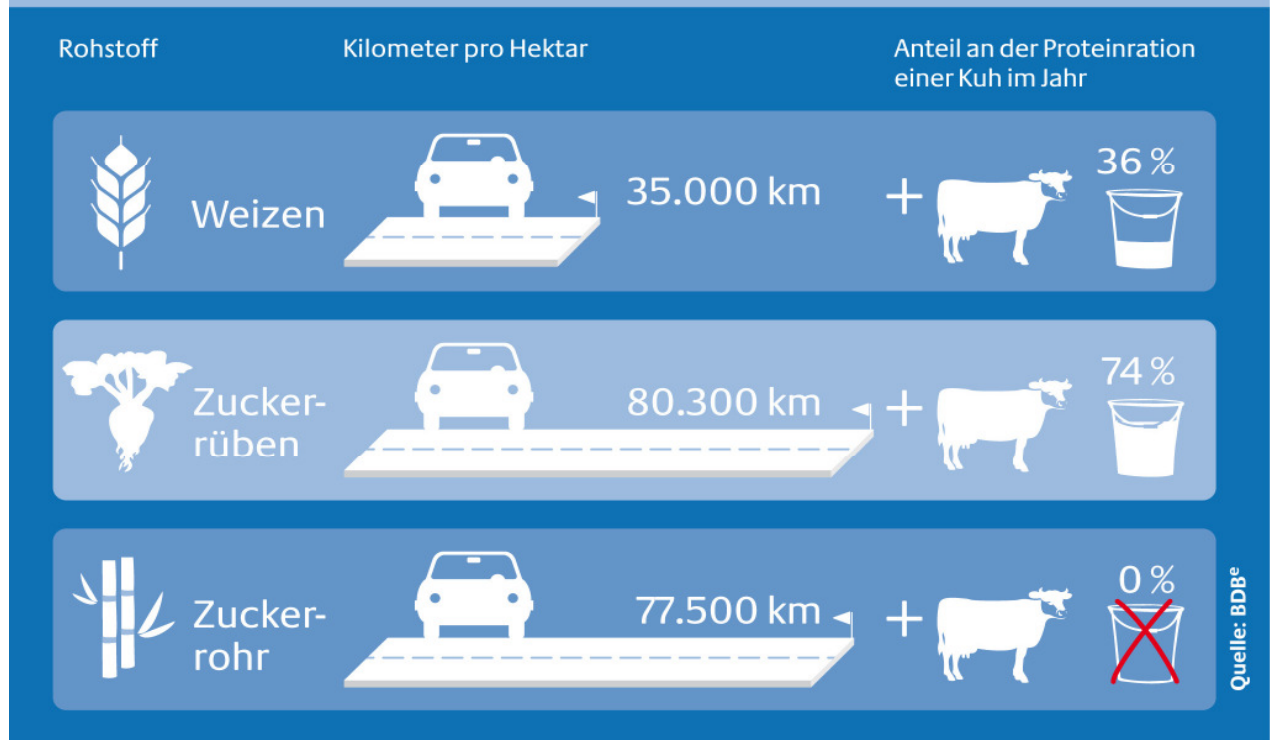 Rohstoff
Kilometer pro Hektar
Anteil an der Proteinration
einer Kuh im Jahr
Weizen
35.000 km
+
36 %
Zucker-
rüben
80.300 km
+
74 %
Zucker-
rohr
77.500 km
+
0 %
Quelle: BDBe